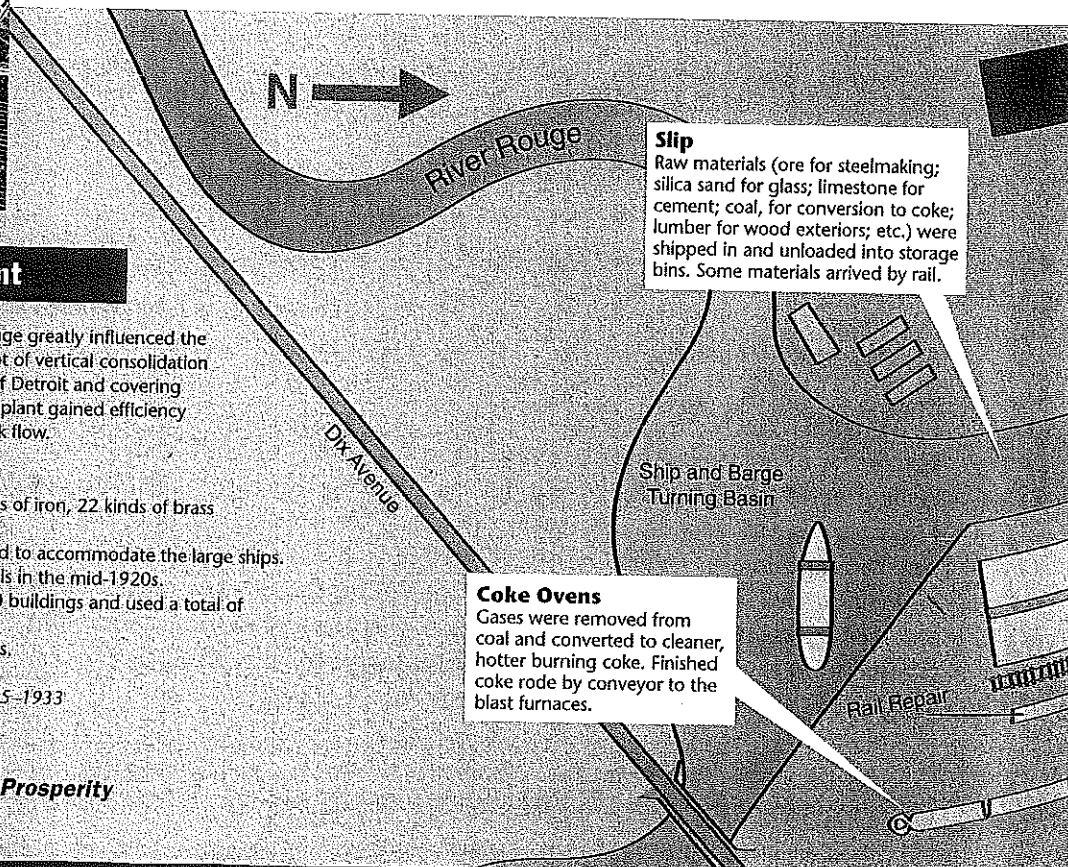 N
River Rouge
Slip
Raw materials (ore for steelmaking;
silica sand for glass; limestone for
cement; coal, for conversion to coke;
lumber for wood exteriors; etc.) were
shipped in and unloaded into storage
bins. Some materials arrived by rail.
nt
ge greatly influenced the
t of vertical consolidation
f Detroit and covering
plant gained efficiency
k flow.
Dix Avenue
Ship and Barge
Turning Basin
s of iron, 22 kinds of brass
d to accommodate the large ships.
ls in the mid-1920s.
0 buildings and used a total of
s.
5–1933
Prosperity
Coke Ovens
Gases were removed from
coal and converted to cleaner,
hotter burning coke. Finished
coke rode by conveyor to the
blast furnaces.
Rail Repair